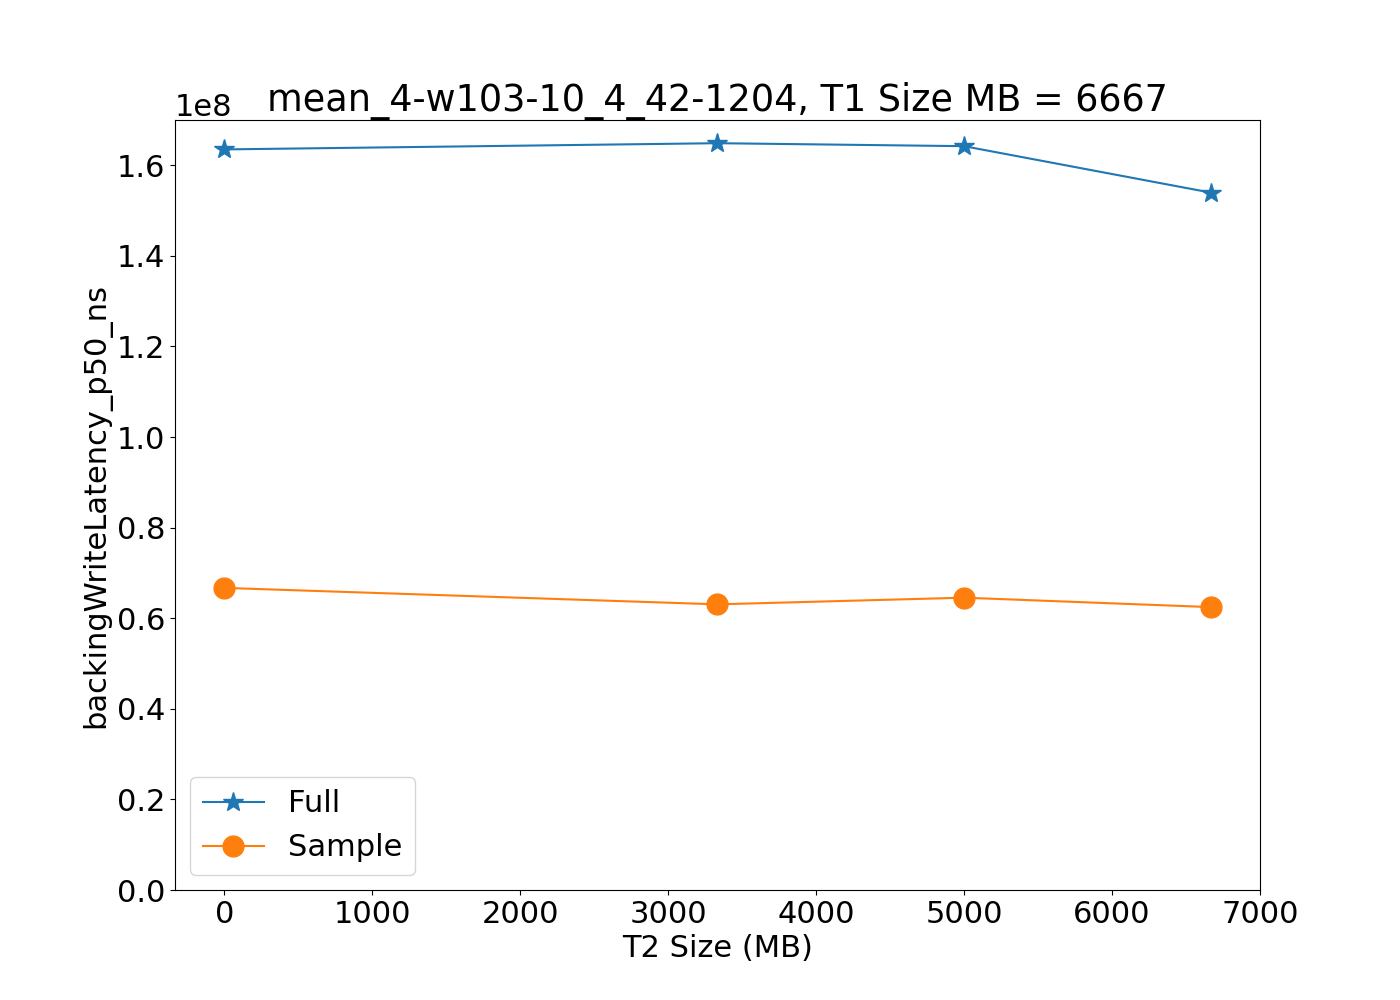 1e8 mean_4-w103-10_4_42-1204, T1 Size MB = 6667
1.6
1.4
1.2
1.0
0.8
0.6
0.4
0.2
0.0
backingWriteLatency_p50_ns
Full
Sample
0 1000 2000 3000 4000 5000 6000 7000
T2 Size (MB)